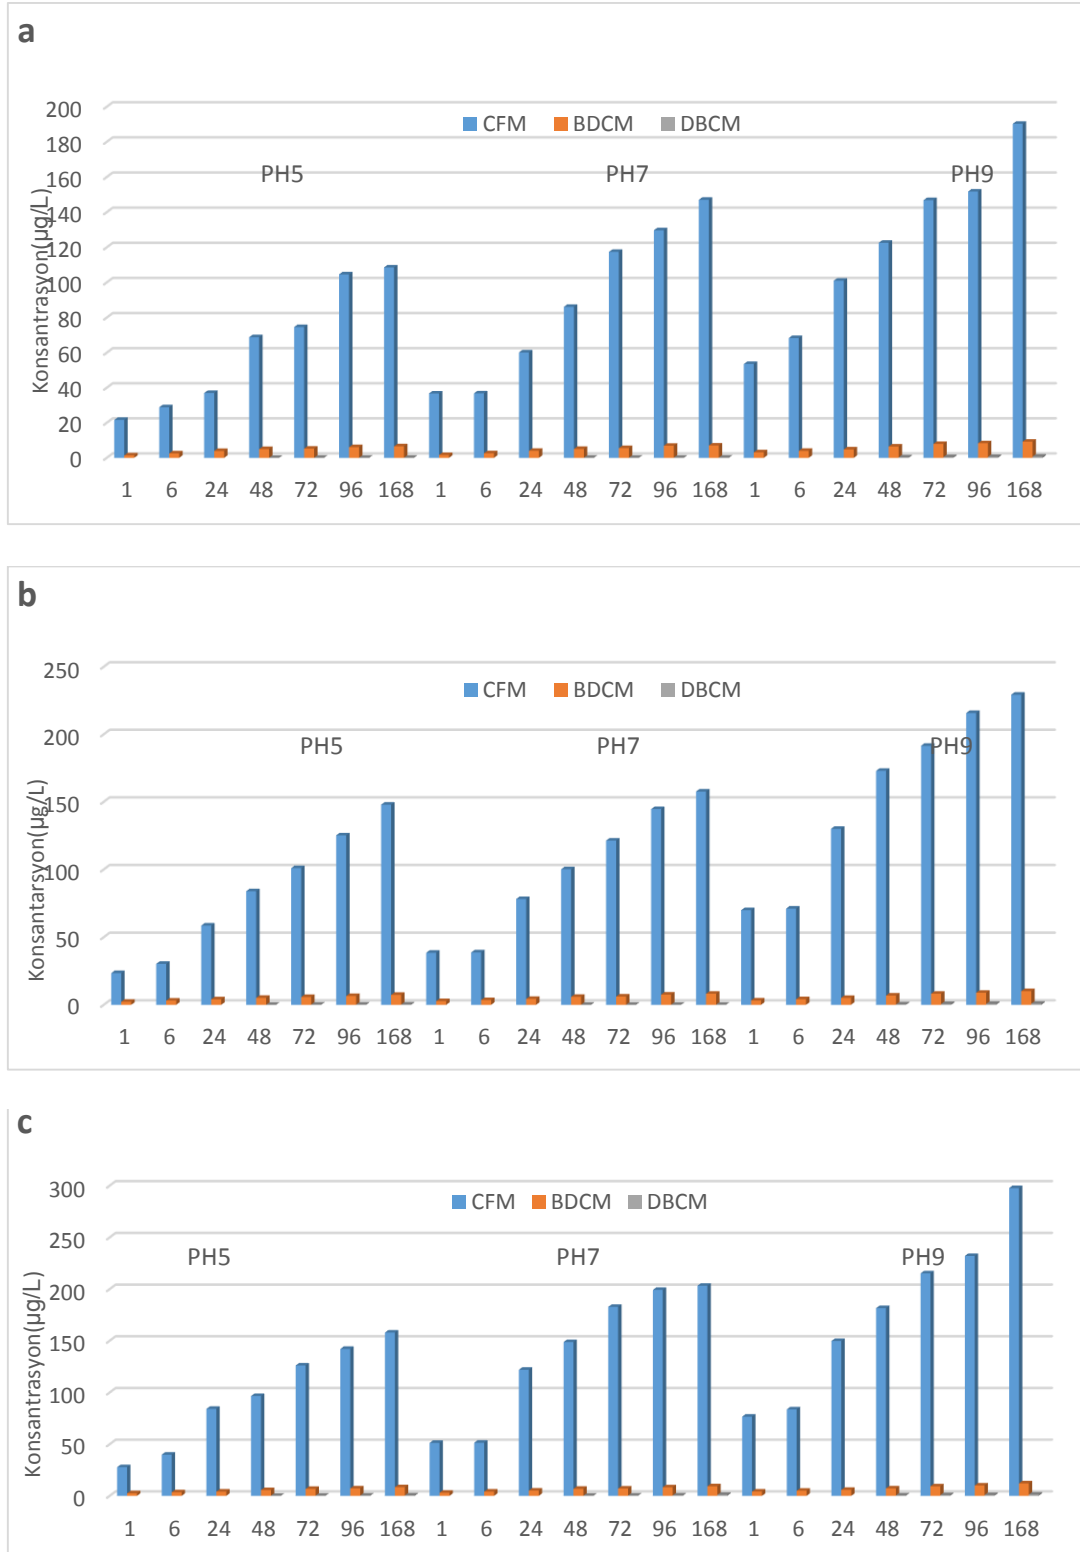 a
200
CFM BDCM DBCM
180
PH5 PH7 PH9
160
140
120
100
80
60
40
20
0
Konsantrasyon(µg/L)
1 6 24 48 72 96 168 1 6 24 48 72 96 168 1 6 24 48 72 96 168
b
250
CFM BDCM DBCM
PH5 PH7 PH9
200
150
100
50
0
Konsantarsyon(µg/L)
1 6 24 48 72 96 168 1 6 24 48 72 96 168 1 6 24 48 72 96 168
c
300
CFM BDCM DBCM
250
PH5 PH7 PH9
200
150
100
50
0
Konsantrasyon(µg/L)
1 6 24 48 72 96 168 1 6 24 48 72 96 168 1 6 24 48 72 96 168